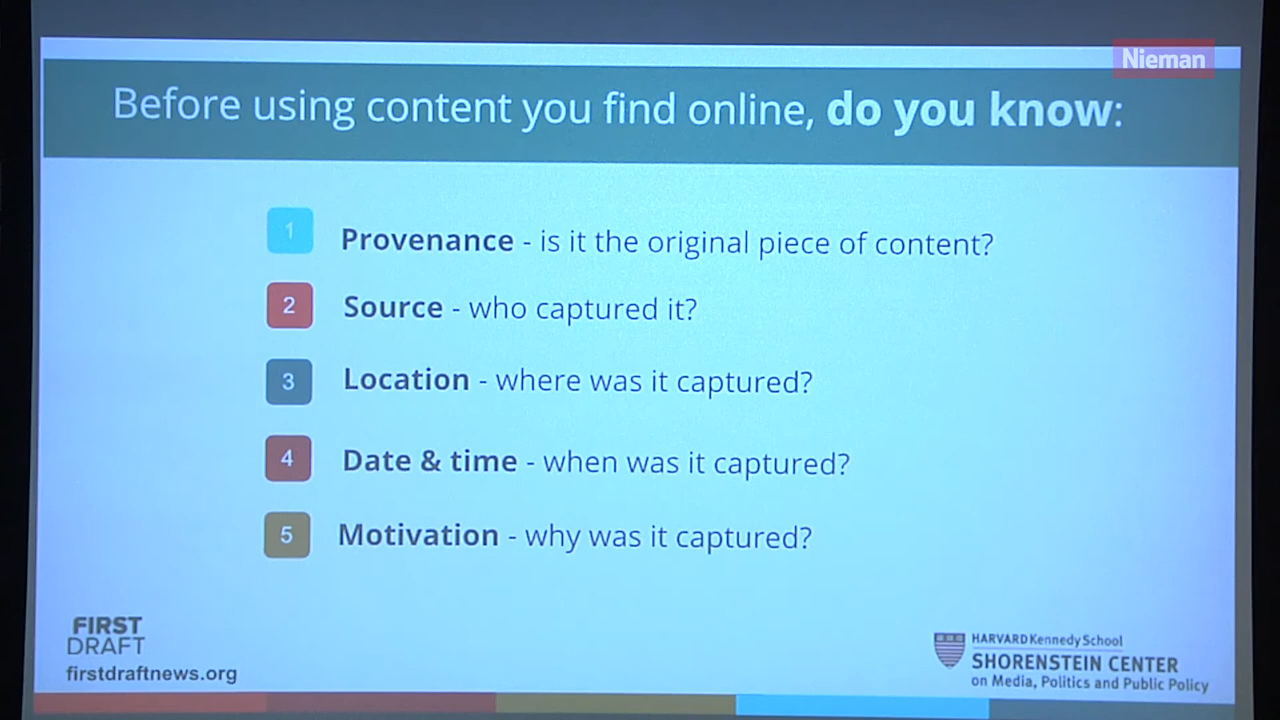 Nieman
Before using content you find online, do you know:
1 Provenance - is it the original piece of content?
2 Source - who captured it?
3 Location - where was it captured?
4 Date & time - when was it captured?
5 Motivation - why was it captured?
FIRST
DRAFT
firstdraftnews.org
HARVARD Kennedy School
SHORENSTEIN CENTER
on Media, Politics and Public Policy